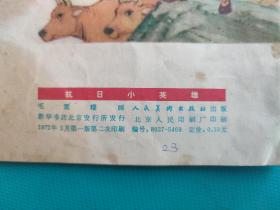 抗日小英雄
毛震耀画 人民美术出版社出版
新华书店北京发行所发行 北京人民印刷厂印刷
1972年3月第一版第二次印刷 编号:8027-5469 定价:0.10元
23